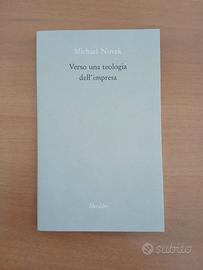 Michael Novak
Verso una teologia
dell'impresa
liberilibri
subito